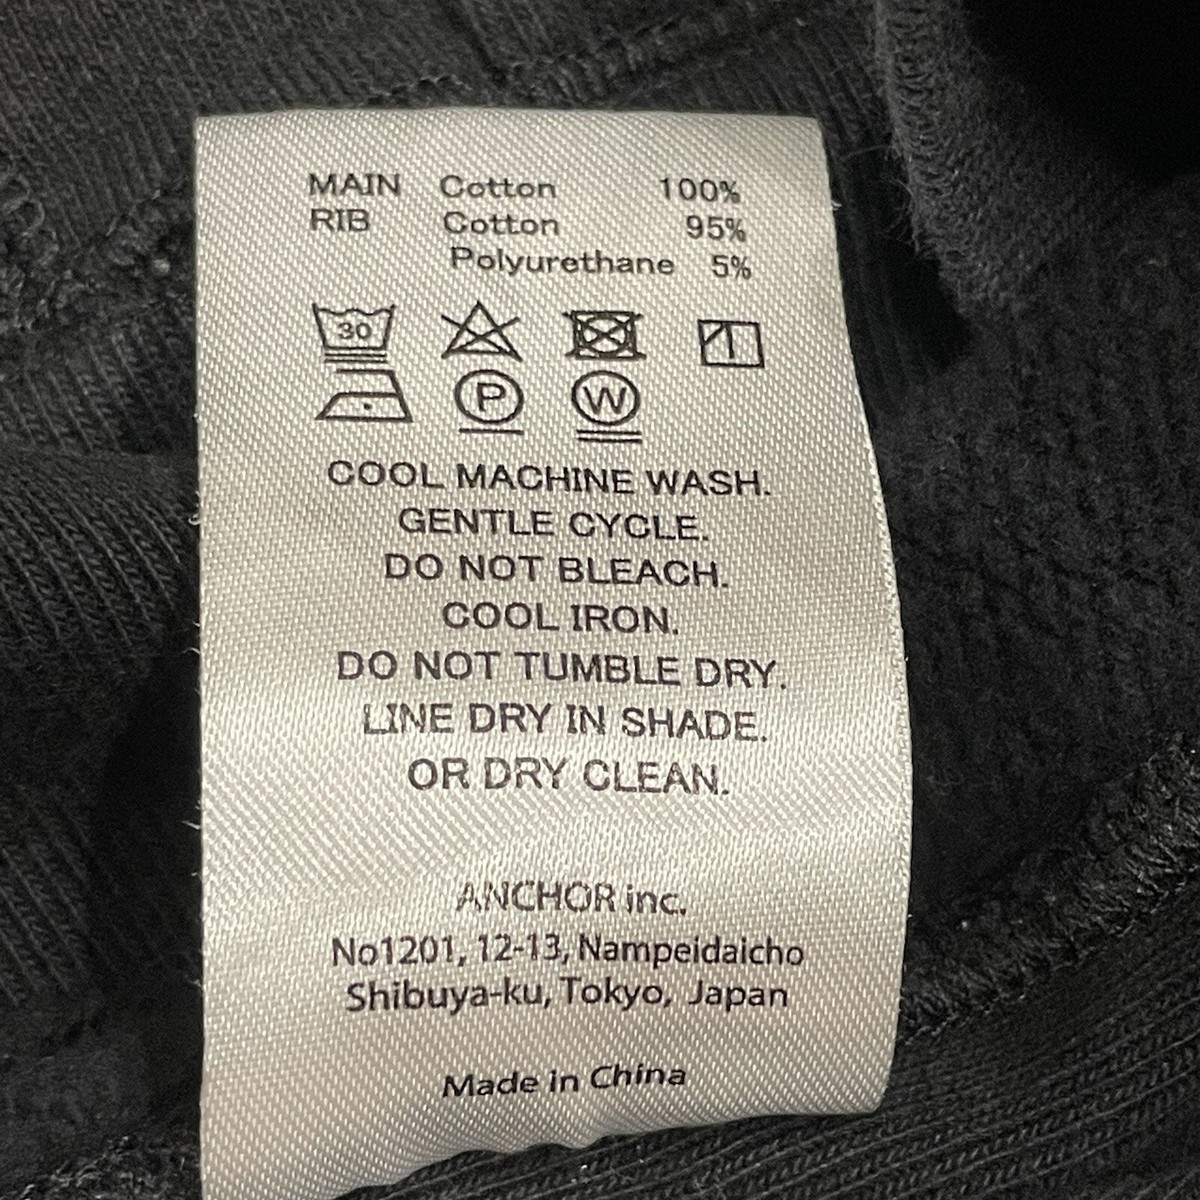 MAIN Cotton 100%
RIB Cotton 95%
Polyurethane 5%
30
P W
COOL MACHINE WASH.
GENTLE CYCLE.
DO NOT BLEACH.
COOL IRON.
DO NOT TUMBLE DRY.
LINE DRY IN SHADE.
OR DRY CLEAN.
ANCHOR inc.
No1201, 12-13, Nampeidaicho
Shibuya-ku, Tokyo, Japan
Made in China